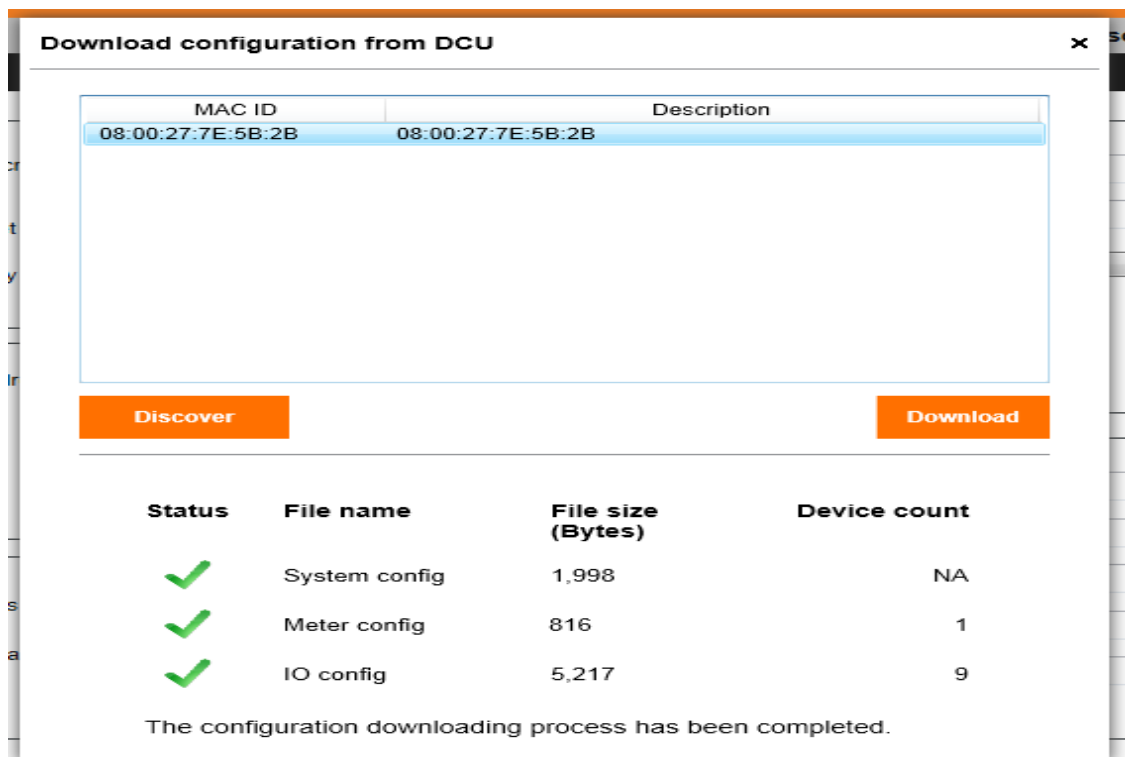 Download configuration from DCU
MAC ID Description
08:00:27:7E:5B:2B 08:00:27:7E:5B:2B
Discover Download
Status File name File size (Bytes) Device count
System config 1,998 NA
Meter config 816 1
IO config 5,217 9
The configuration downloading process has been completed.